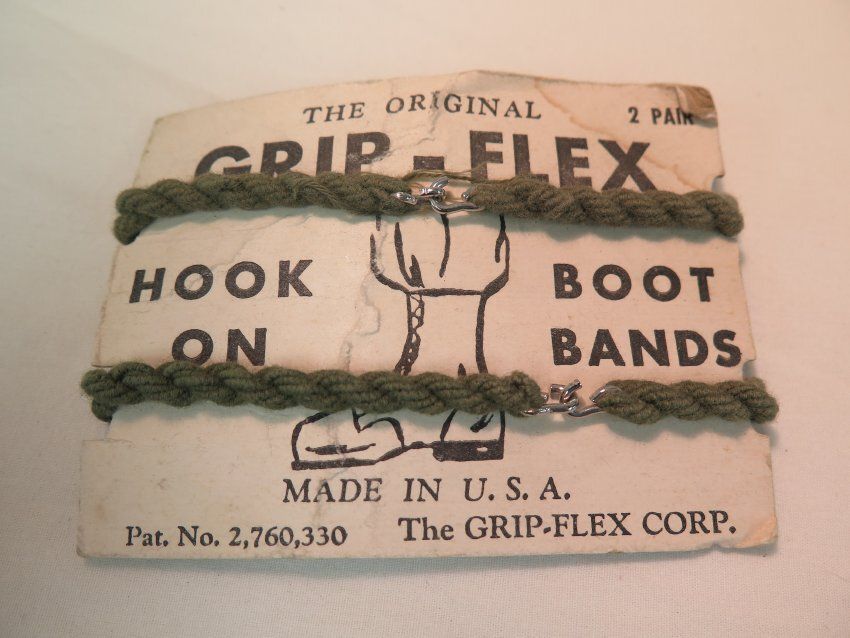 THE ORIGINAL 2 PAIR
GRIP-FLEX
HOOK BOOT
ON BANDS
MADE IN U. S. A.
Pat. No. 2,760,330 The GRIP-FLEX CORP.